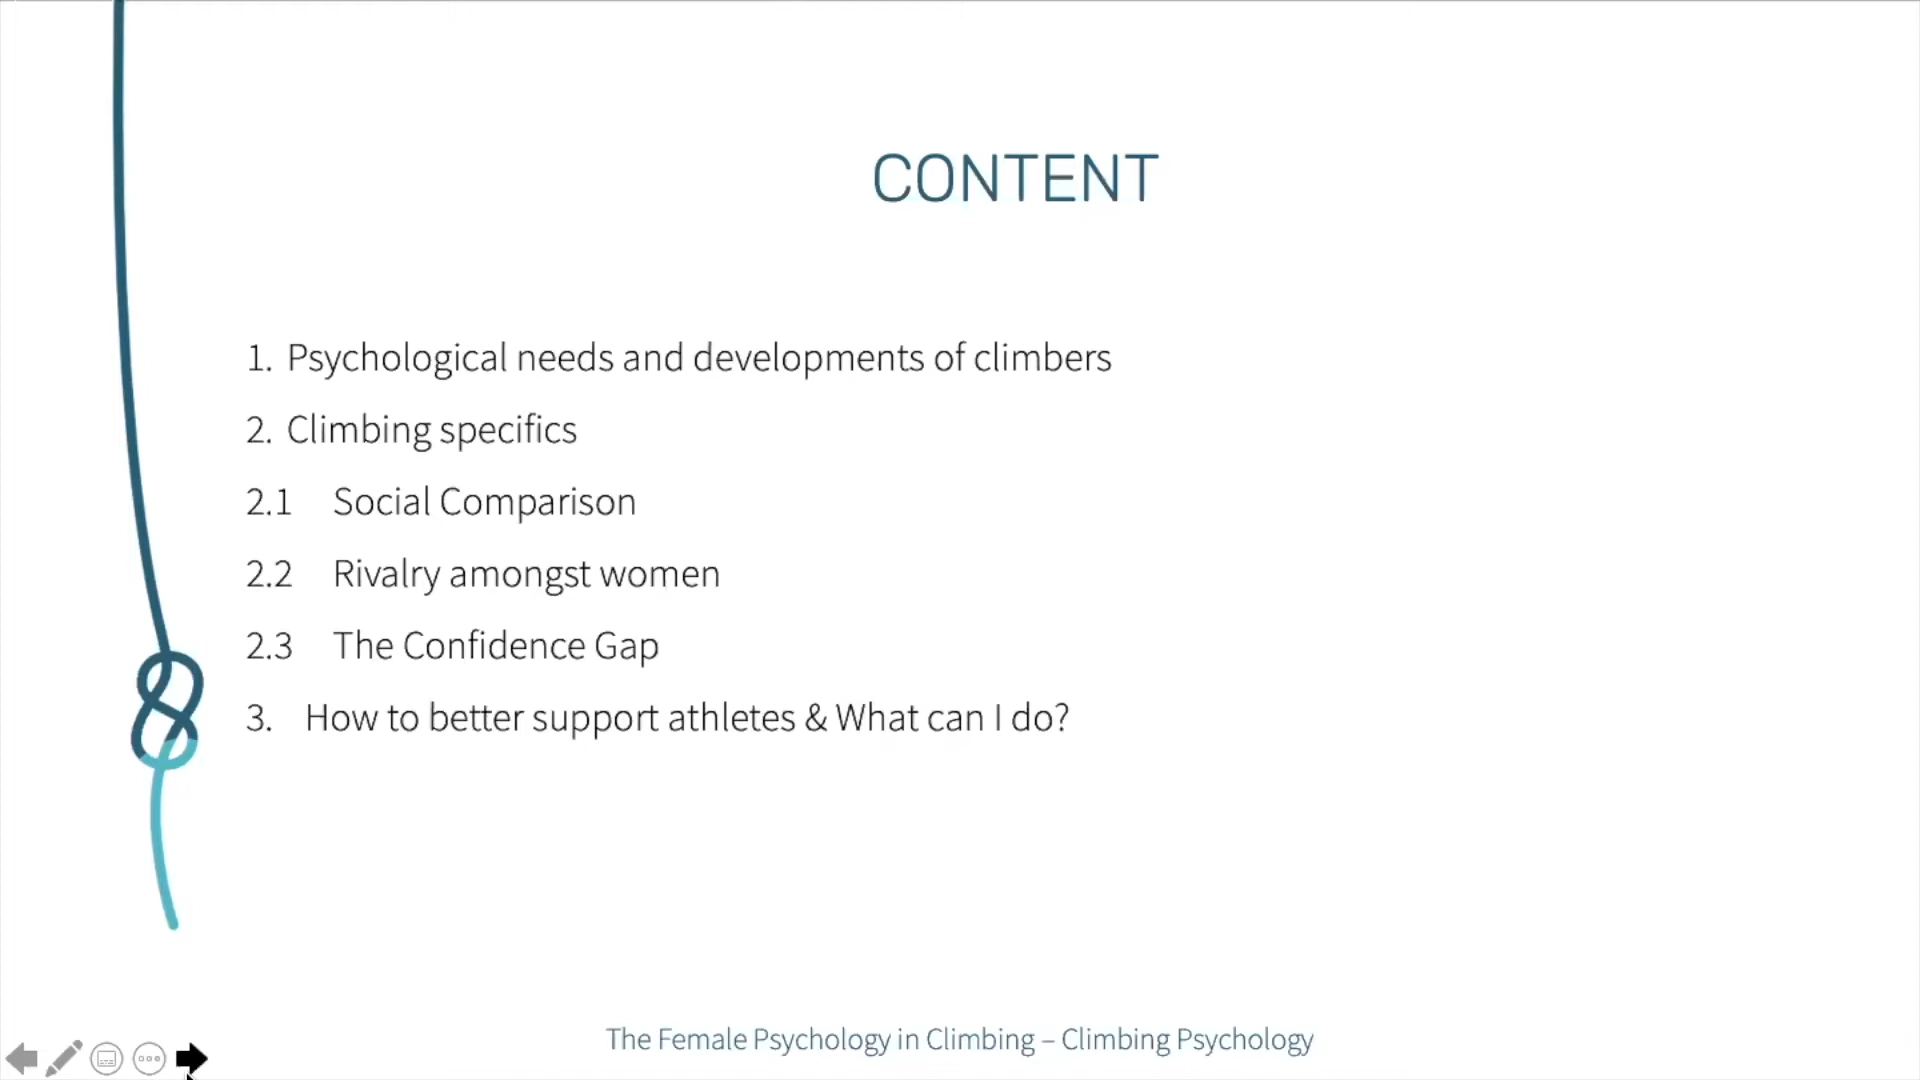 CONTENT
1. Psychological needs and developments of climbers
2. Climbing specifics
2.1 Social Comparison
2.2 Rivalry amongst women
2.3 The Confidence Gap
3. How to better support athletes & What can I do?
The Female Psychology in Climbing – Climbing Psychology